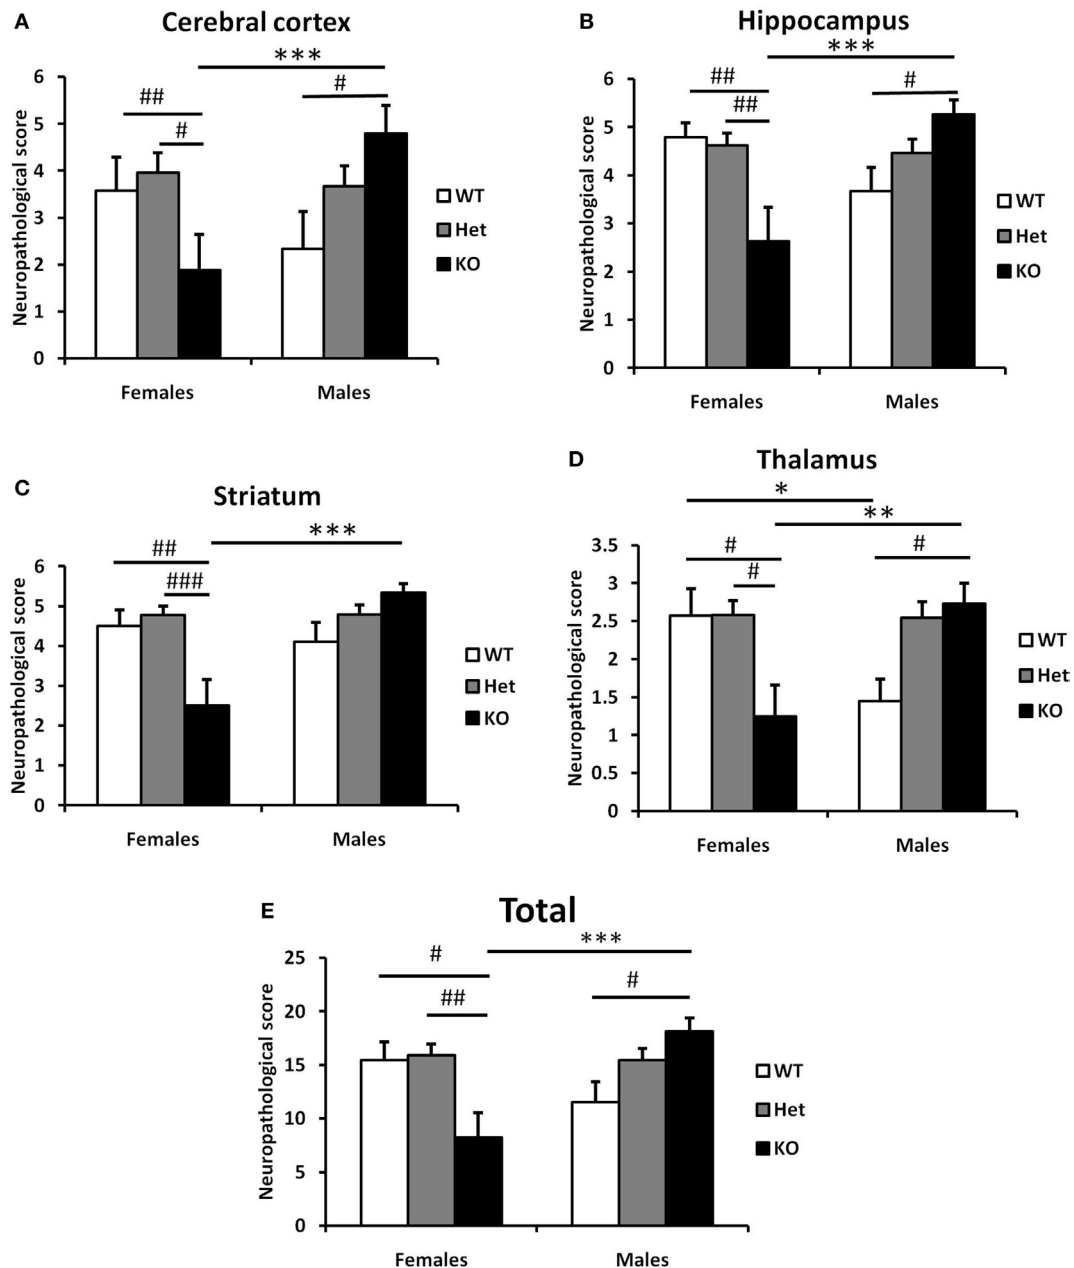 A
Cerebral cortex
***
##
#
#
Neuropathological score
6
5
4
3
2
1
0
WT
Het
KO
Females
Males
B
Hippocampus
***
##
##
#
Neuropathological score
6
5
4
3
2
1
0
WT
Het
KO
Females
Males
C
Striatum
***
##
###
Neuropathological score
6
5
4
3
2
1
0
WT
Het
KO
Females
Males
D
Thalamus
*
**
#
#
#
Neuropathological score
3.5
3
2.5
2
1.5
1
0.5
0
WT
Het
KO
Females
Males
E
Total
***
#
##
#
Neuropathological score
25
20
15
10
5
0
WT
Het
KO
Females
Males